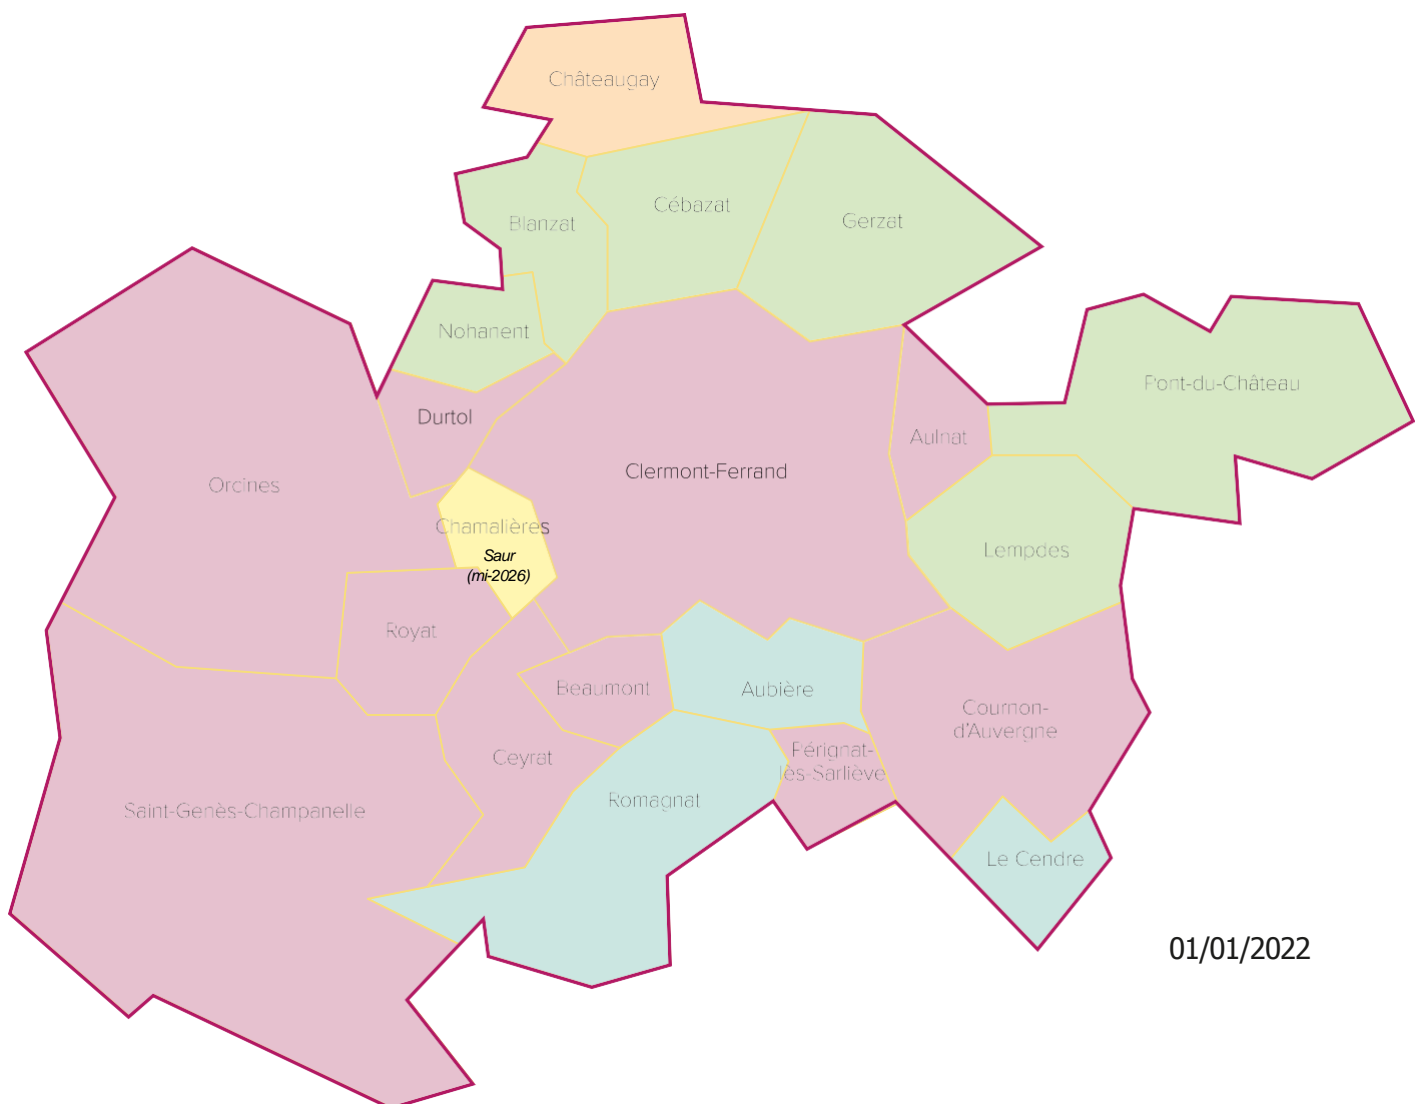 Châteaugay
Cébazat
Blanzat
Gerzat
Nohanent
Pont-du-Château
Durtol
Aulnat
Clermont-Ferrand
Orcines
Chamalières
Saur
(mi-2026)
Lempdes
Royat
Beaumont
Aubière
Cournon-
d'Auvergne
Pérignat-
lès-Sarliève
Ceyrat
Romagnat
Saint-Genès-Champanelle
Le Cendre
01/01/2022